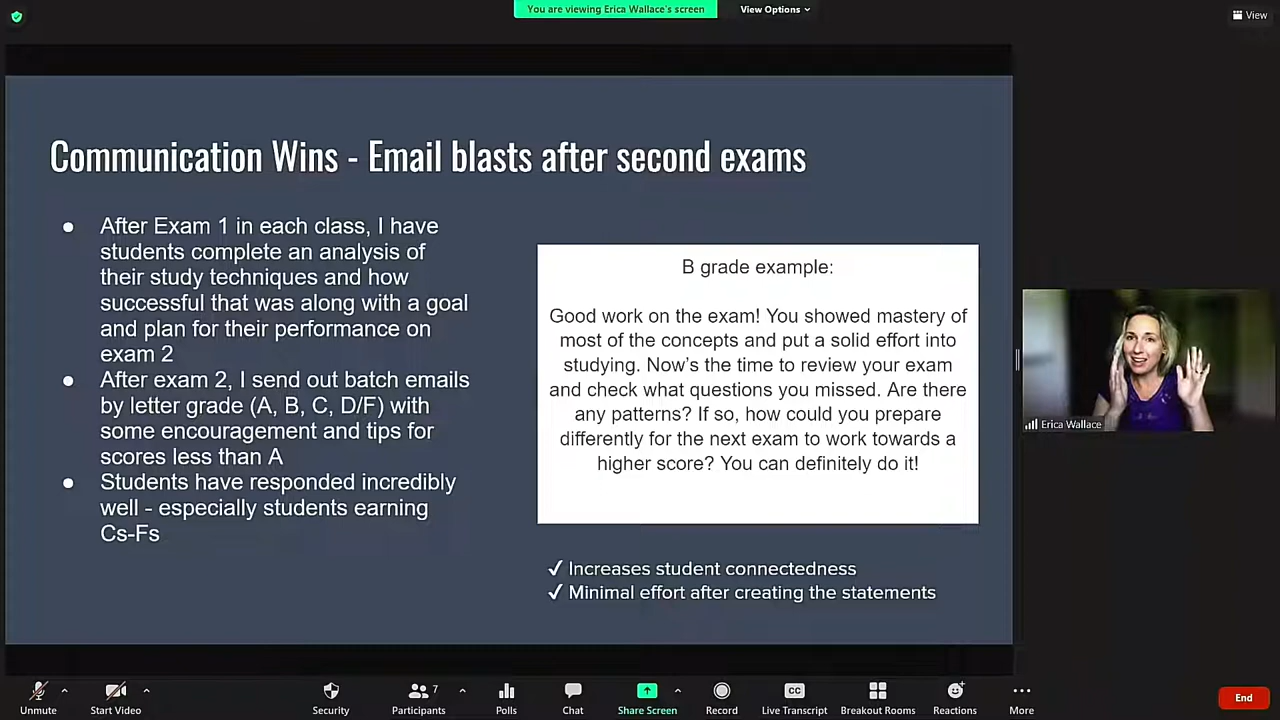 You are viewing Erica Wallace's screen
View Options
View
Communication Wins - Email blasts after second exams
● After Exam 1 in each class, I have
students complete an analysis of
their study techniques and how
successful that was along with a goal
and plan for their performance on
exam 2
● After exam 2, I send out batch emails
by letter grade (A, B, C, D/F) with
some encouragement and tips for
scores less than A
● Students have responded incredibly
well - especially students earning
Cs-Fs
B grade example:
Good work on the exam! You showed mastery of
most of the concepts and put a solid effort into
studying. Now's the time to review your exam
and check what questions you missed. Are there
any patterns? If so, how could you prepare
differently for the next exam to work towards a
higher score? You can definitely do it!
✓ Increases student connectedness
✓ Minimal effort after creating the statements
Erica Wallace
Unmute
Start Video
Security
7
Participants
Polls
Chat
Share Screen
Record
CC
Live Transcript
Breakout Rooms
Reactions
More
End